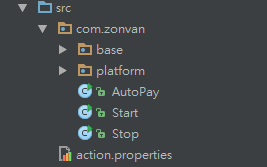 src
com.zonvan
base
platform
AutoPay
Start
Stop
action.properties